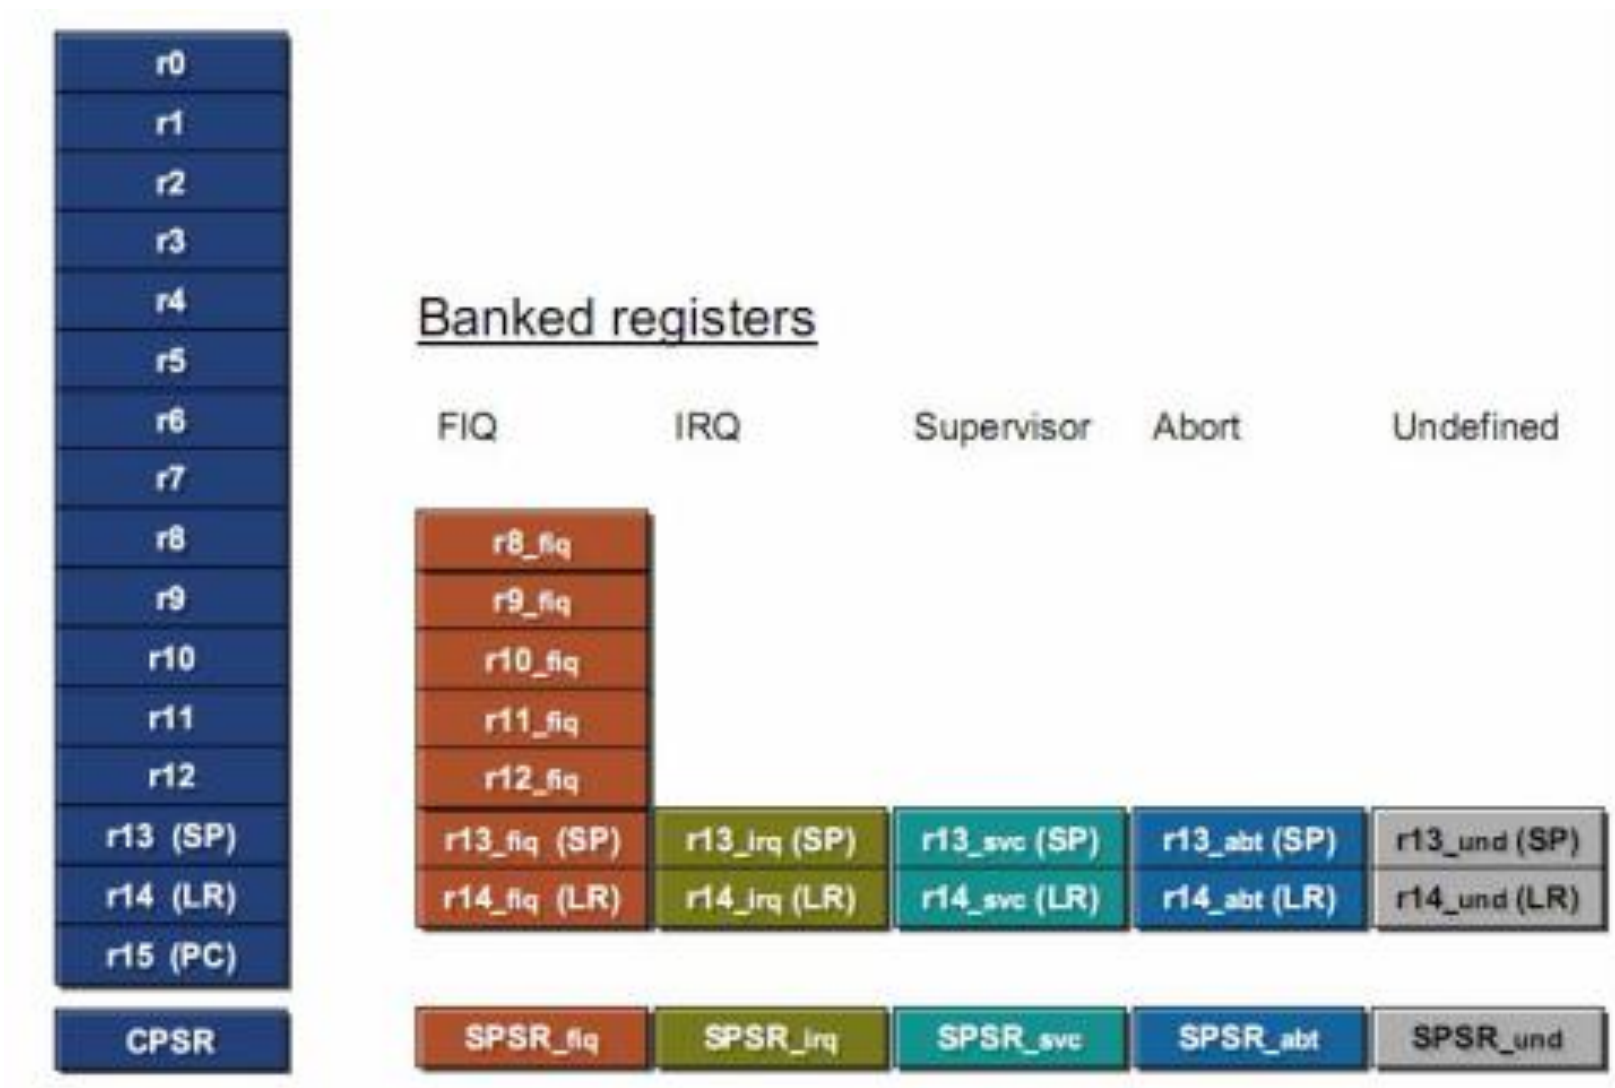 r0
r1
r2
r3
r4
Banked registers
r5
r6
FIQ IRQ Supervisor Abort Undefined
r7
r8 r8_fiq
r9 r9_fiq
r10 r10_fiq
r11 r11_fiq
r12 r12_fiq
r13 (SP) r13_fiq (SP) r13_irq (SP) r13_svc (SP) r13_abt (SP) r13_und (SP)
r14 (LR) r14_fiq (LR) r14_irq (LR) r14_svc (LR) r14_abt (LR) r14_und (LR)
r15 (PC)
CPSR SPSR_fiq SPSR_irq SPSR_svc SPSR_abt SPSR_und